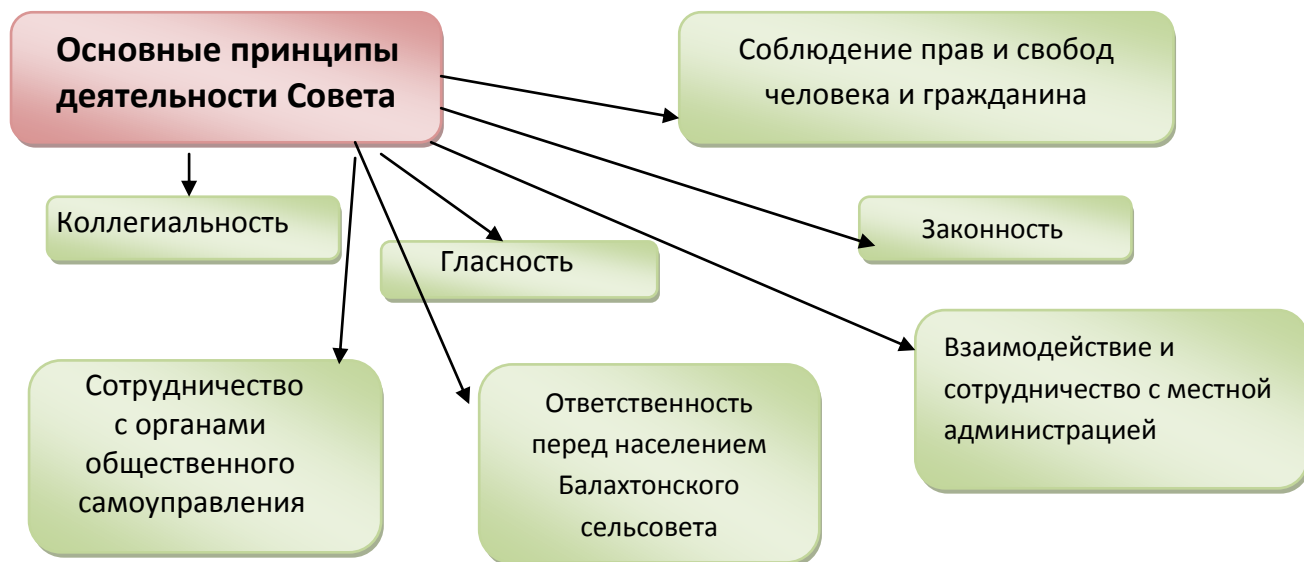 Основные принципы
деятельности Совета
Соблюдение прав и свобод
человека и гражданина
Коллегиальность
Гласность
Законность
Сотрудничество
с органами
общественного
самоуправления
Ответственность
перед населением
Балахтонского
сельсовета
Взаимодействие и
сотрудничество с местной
администрацией